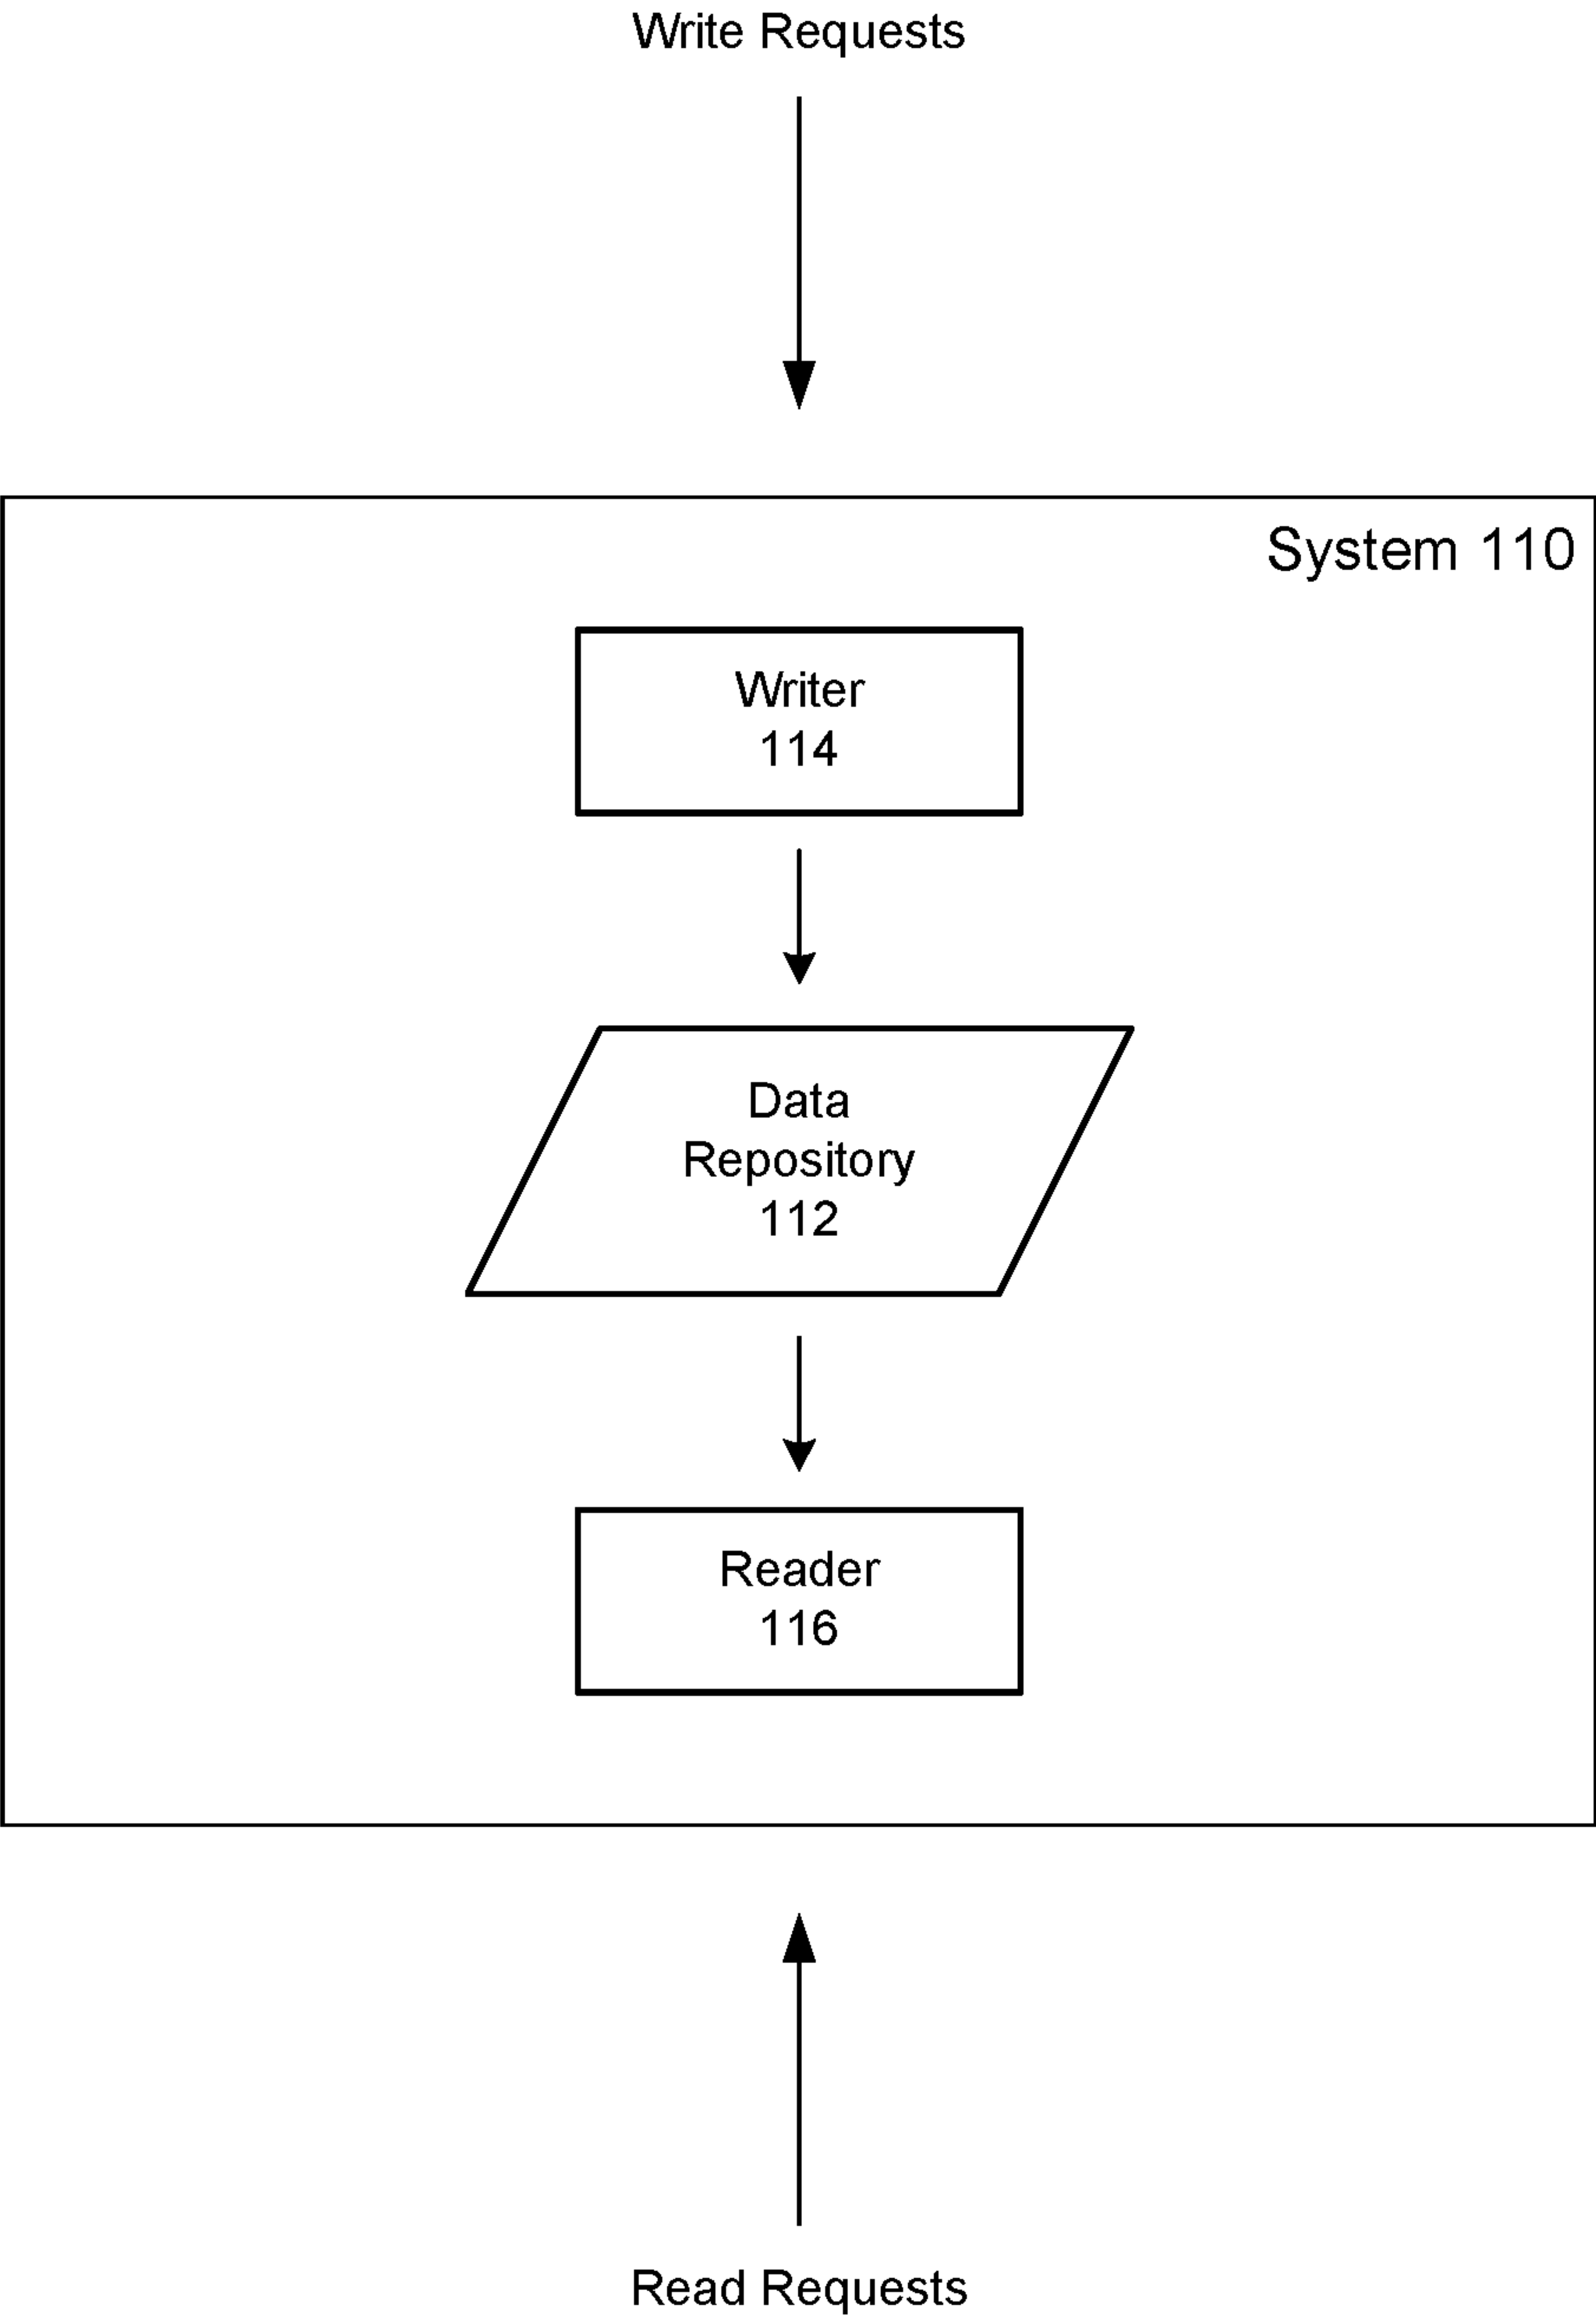 Write Requests
System 110
Writer
114
Data
Repository
112
Reader
116
Read Requests